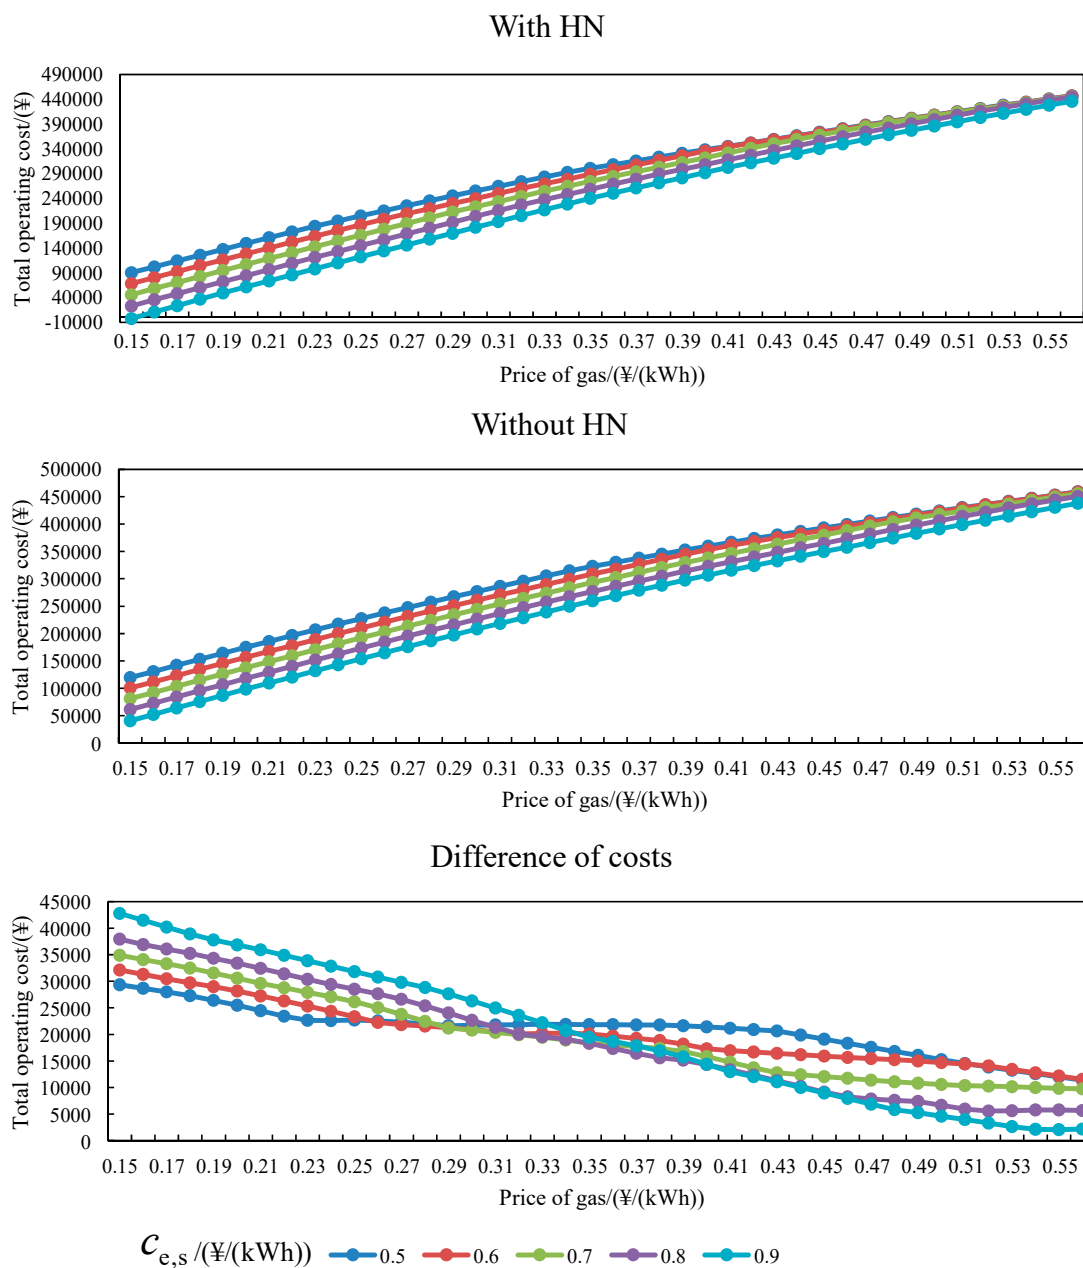 With HN
Total operating cost/(¥)
490000
440000
390000
340000
290000
240000
190000
140000
90000
40000
-10000
0.15 0.17 0.19 0.21 0.23 0.25 0.27 0.29 0.31 0.33 0.35 0.37 0.39 0.41 0.43 0.45 0.47 0.49 0.51 0.53 0.55
Price of gas/(¥/(kWh))
Without HN
Total operating cost/(¥)
500000
450000
400000
350000
300000
250000
200000
150000
100000
50000
0
0.15 0.17 0.19 0.21 0.23 0.25 0.27 0.29 0.31 0.33 0.35 0.37 0.39 0.41 0.43 0.45 0.47 0.49 0.51 0.53 0.55
Price of gas/(¥/(kWh))
Difference of costs
Total operating cost/(¥)
45000
40000
35000
30000
25000
20000
15000
10000
5000
0
0.15 0.17 0.19 0.21 0.23 0.25 0.27 0.29 0.31 0.33 0.35 0.37 0.39 0.41 0.43 0.45 0.47 0.49 0.51 0.53 0.55
Price of gas/(¥/(kWh))
c e,s /(¥/(kWh)) 0.5 0.6 0.7 0.8 0.9